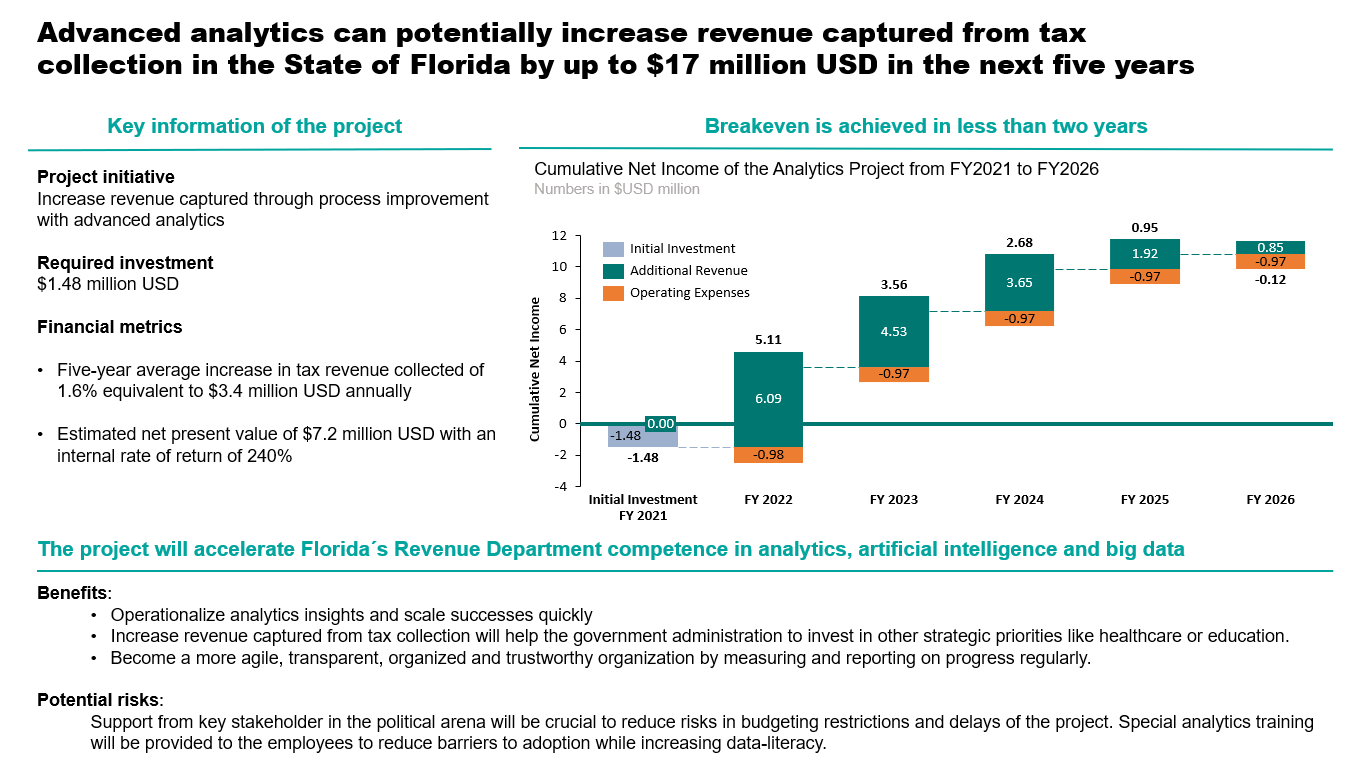 Advanced analytics can potentially increase revenue captured from tax
collection in the State of Florida by up to $17 million USD in the next five years
Key information of the project
Project initiative
Increase revenue captured through process improvement
with advanced analytics
Required investment
$1.48 million USD
Financial metrics
• Five-year average increase in tax revenue collected of
1.6% equivalent to $3.4 million USD annually
• Estimated net present value of $7.2 million USD with an
internal rate of return of 240%
Breakeven is achieved in less than two years
Cumulative Net Income of the Analytics Project from FY2021 to FY2026
Numbers in $USD million
Cumulative Net Income
12
10
8
6
4
2
0
-2
-4
Initial Investment
Additional Revenue
Operating Expenses
0.00
-1.48
-1.48
5.11
6.09
-0.98
3.56
4.53
-0.97
2.68
3.65
-0.97
0.95
1.92
-0.97
0.85
-0.97
-0.12
Initial Investment
FY 2021
FY 2022
FY 2023
FY 2024
FY 2025
FY 2026
The project will accelerate Florida´s Revenue Department competence in analytics, artificial intelligence and big data
Benefits:
• Operationalize analytics insights and scale successes quickly
• Increase revenue captured from tax collection will help the government administration to invest in other strategic priorities like healthcare or education.
• Become a more agile, transparent, organized and trustworthy organization by measuring and reporting on progress regularly.
Potential risks:
Support from key stakeholder in the political arena will be crucial to reduce risks in budgeting restrictions and delays of the project. Special analytics training
will be provided to the employees to reduce barriers to adoption while increasing data-literacy.